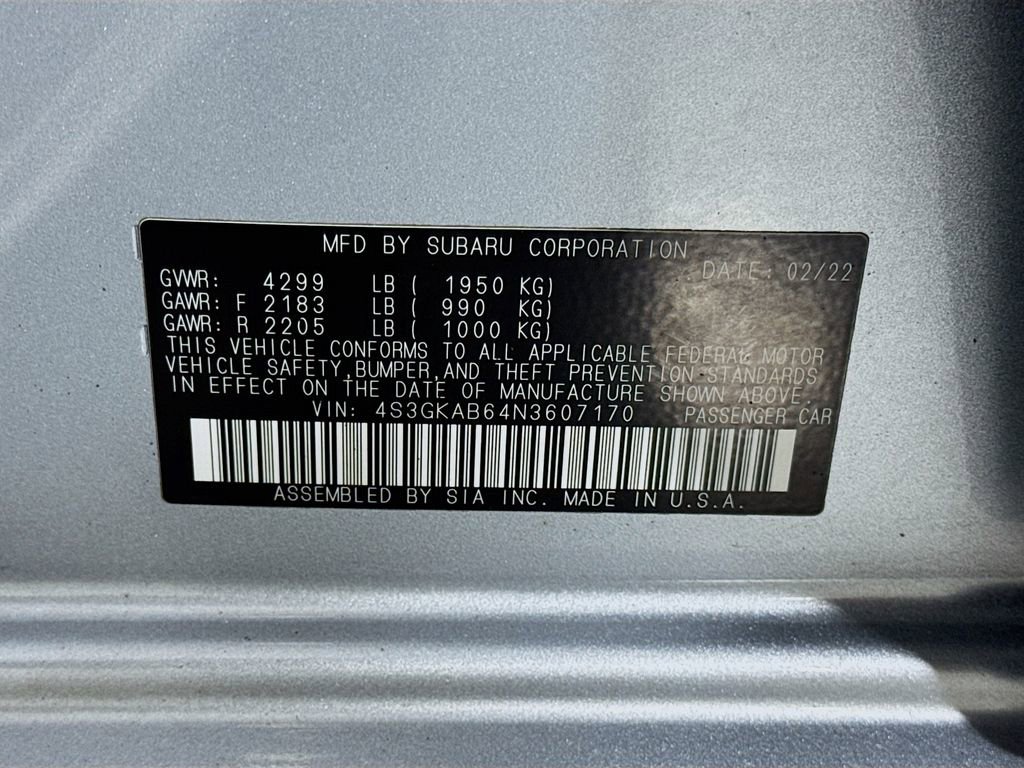 MFD BY SUBARU CORPORATION
DATE: 02/22
GVWR: 4299 LB ( 1950 KG)
GAWR: F 2183 LB ( 990 KG)
GAWR: R 2205 LB ( 1000 KG)
THIS VEHICLE CONFORMS TO ALL APPLICABLE FEDERAL MOTOR
VEHICLE SAFETY, BUMPER, AND THEFT PREVENTION STANDARDS
IN EFFECT ON THE DATE OF MANUFACTURE SHOWN ABOVE.
VIN: 4S3GKAB64N3607170 PASSENGER CAR
ASSEMBLED BY SIA INC. MADE IN U.S.A.